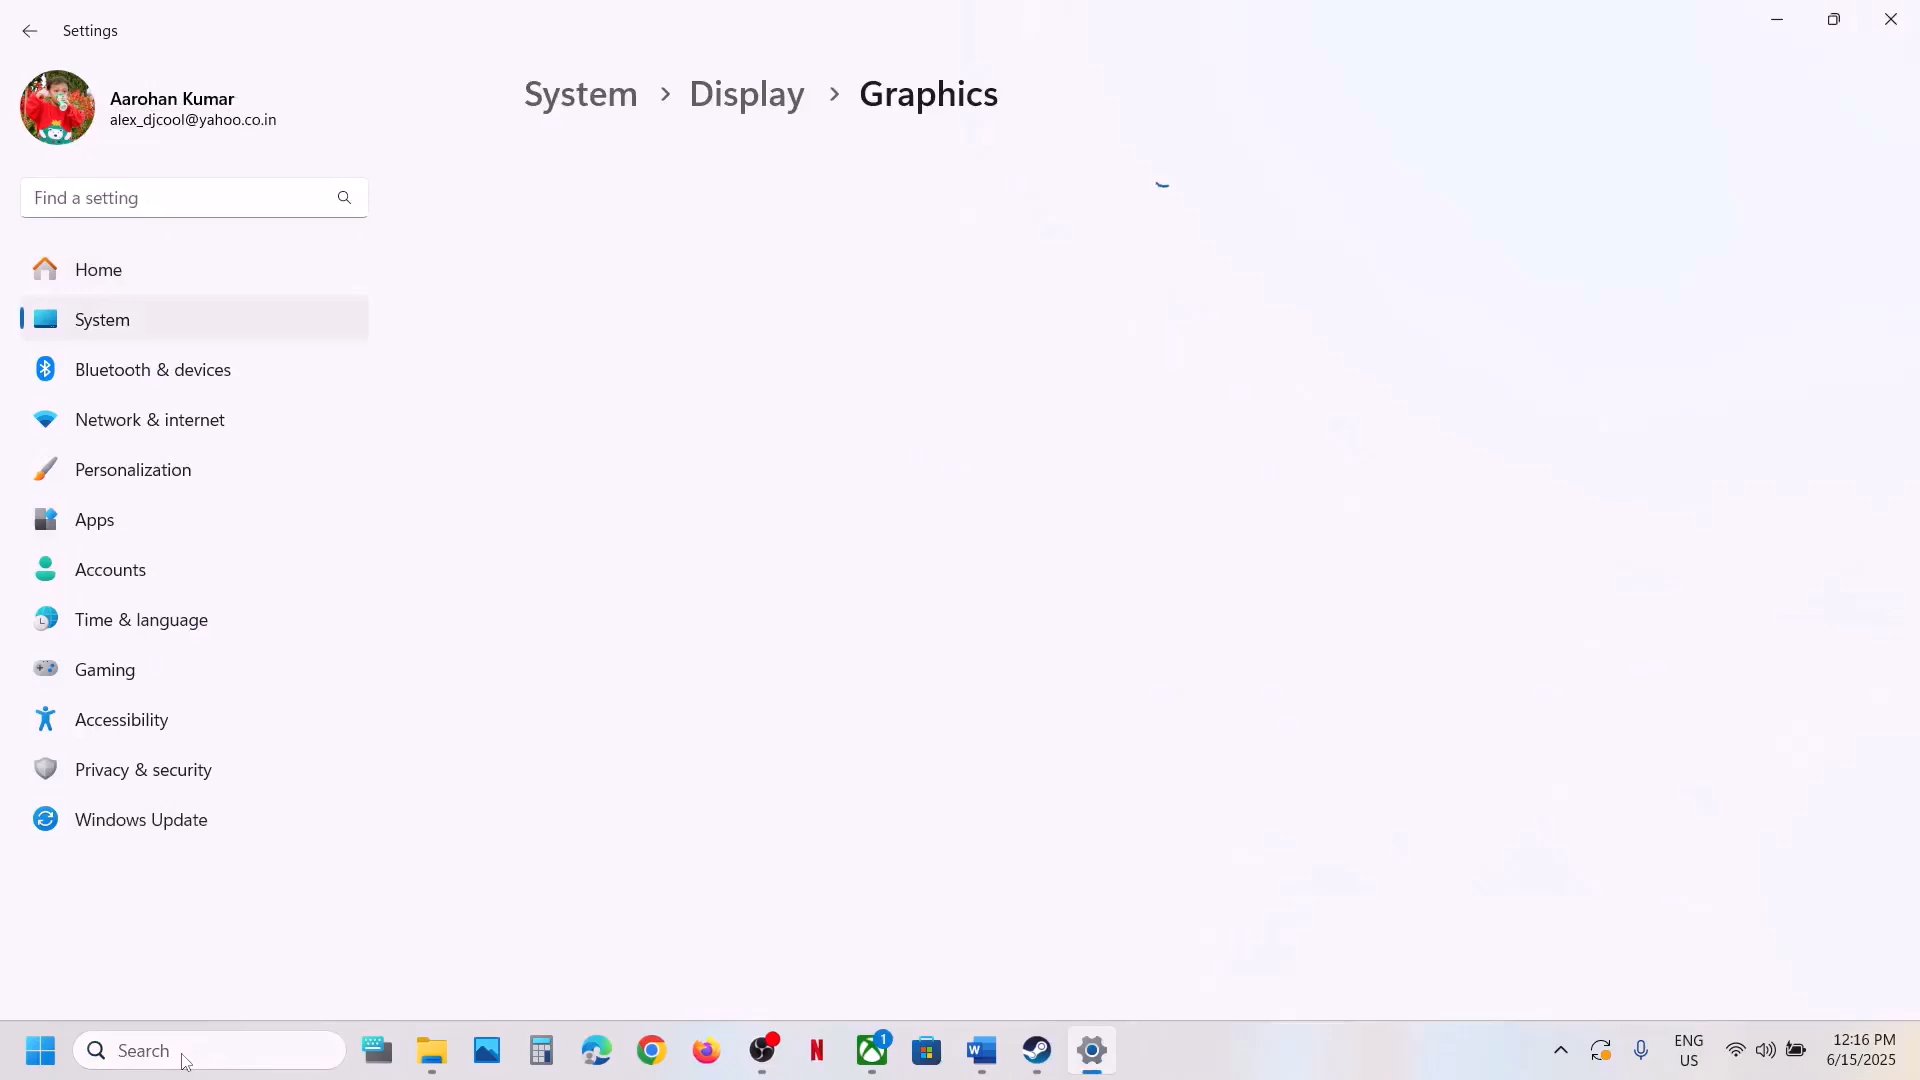 Settings
Aarohan Kumar
alex_djcool@yahoo.co.in
System > Display > Graphics
Find a setting
Home
System
Bluetooth & devices
Network & internet
Personalization
Apps
Accounts
Time & language
Gaming
Accessibility
Privacy & security
Windows Update
Search
N
1
W
ENG
US
12:16 PM
6/15/2025